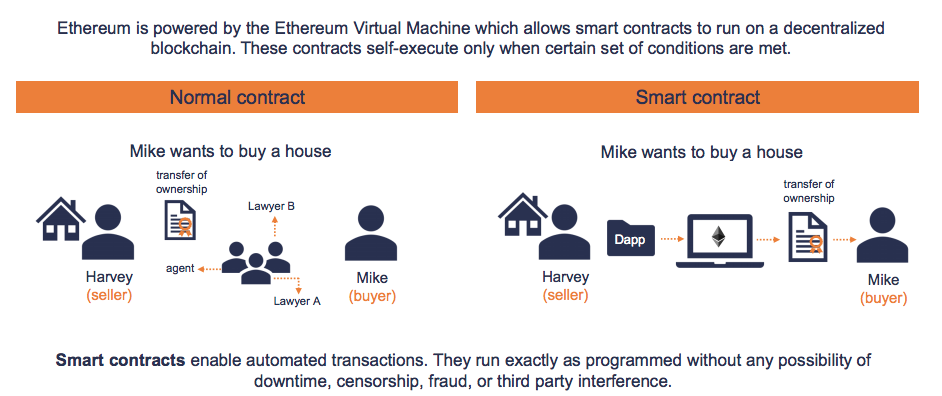 Ethereum is powered by the Ethereum Virtual Machine which allows smart contracts to run on a decentralized
blockchain. These contracts self-execute only when certain set of conditions are met.
Normal contract
Mike wants to buy a house
transfer of
ownership
Lawyer B
agent
Lawyer A
Harvey
(seller)
Mike
(buyer)
Smart contract
Mike wants to buy a house
transfer of
ownership
Dapp
Harvey
(seller)
Mike
(buyer)
Smart contracts enable automated transactions. They run exactly as programmed without any possibility of
downtime, censorship, fraud, or third party interference.